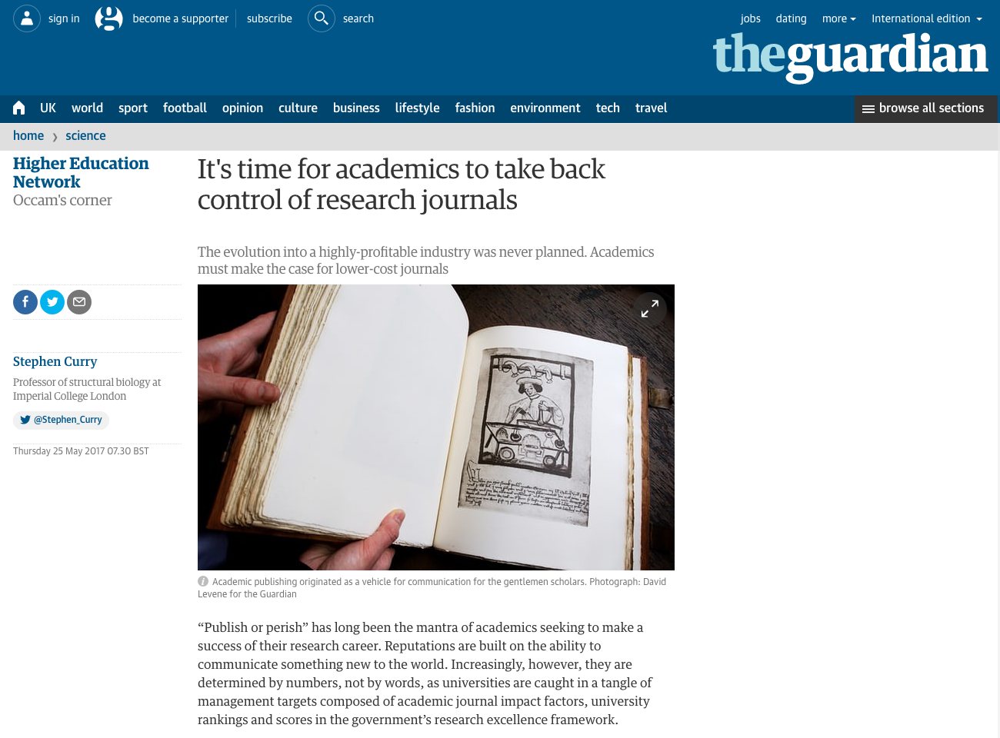 sign in
become a supporter
subscribe
search
jobs
dating
more
International edition
theguardian
UK
world
sport
football
opinion
culture
business
lifestyle
fashion
environment
tech
travel
browse all sections
home
science
Higher Education
Network
Occam's corner
It's time for academics to take back
control of research journals
The evolution into a highly-profitable industry was never planned. Academics
must make the case for lower-cost journals
Stephen Curry
Professor of structural biology at
Imperial College London
@Stephen_Curry
Thursday 25 May 2017 07.30 BST
Academic publishing originated as a vehicle for communication for the gentlemen scholars. Photograph: David
Levene for the Guardian
“Publish or perish” has long been the mantra of academics seeking to make a
success of their research career. Reputations are built on the ability to
communicate something new to the world. Increasingly, however, they are
determined by numbers, not by words, as universities are caught in a tangle of
management targets composed of academic journal impact factors, university
rankings and scores in the government’s research excellence framework.